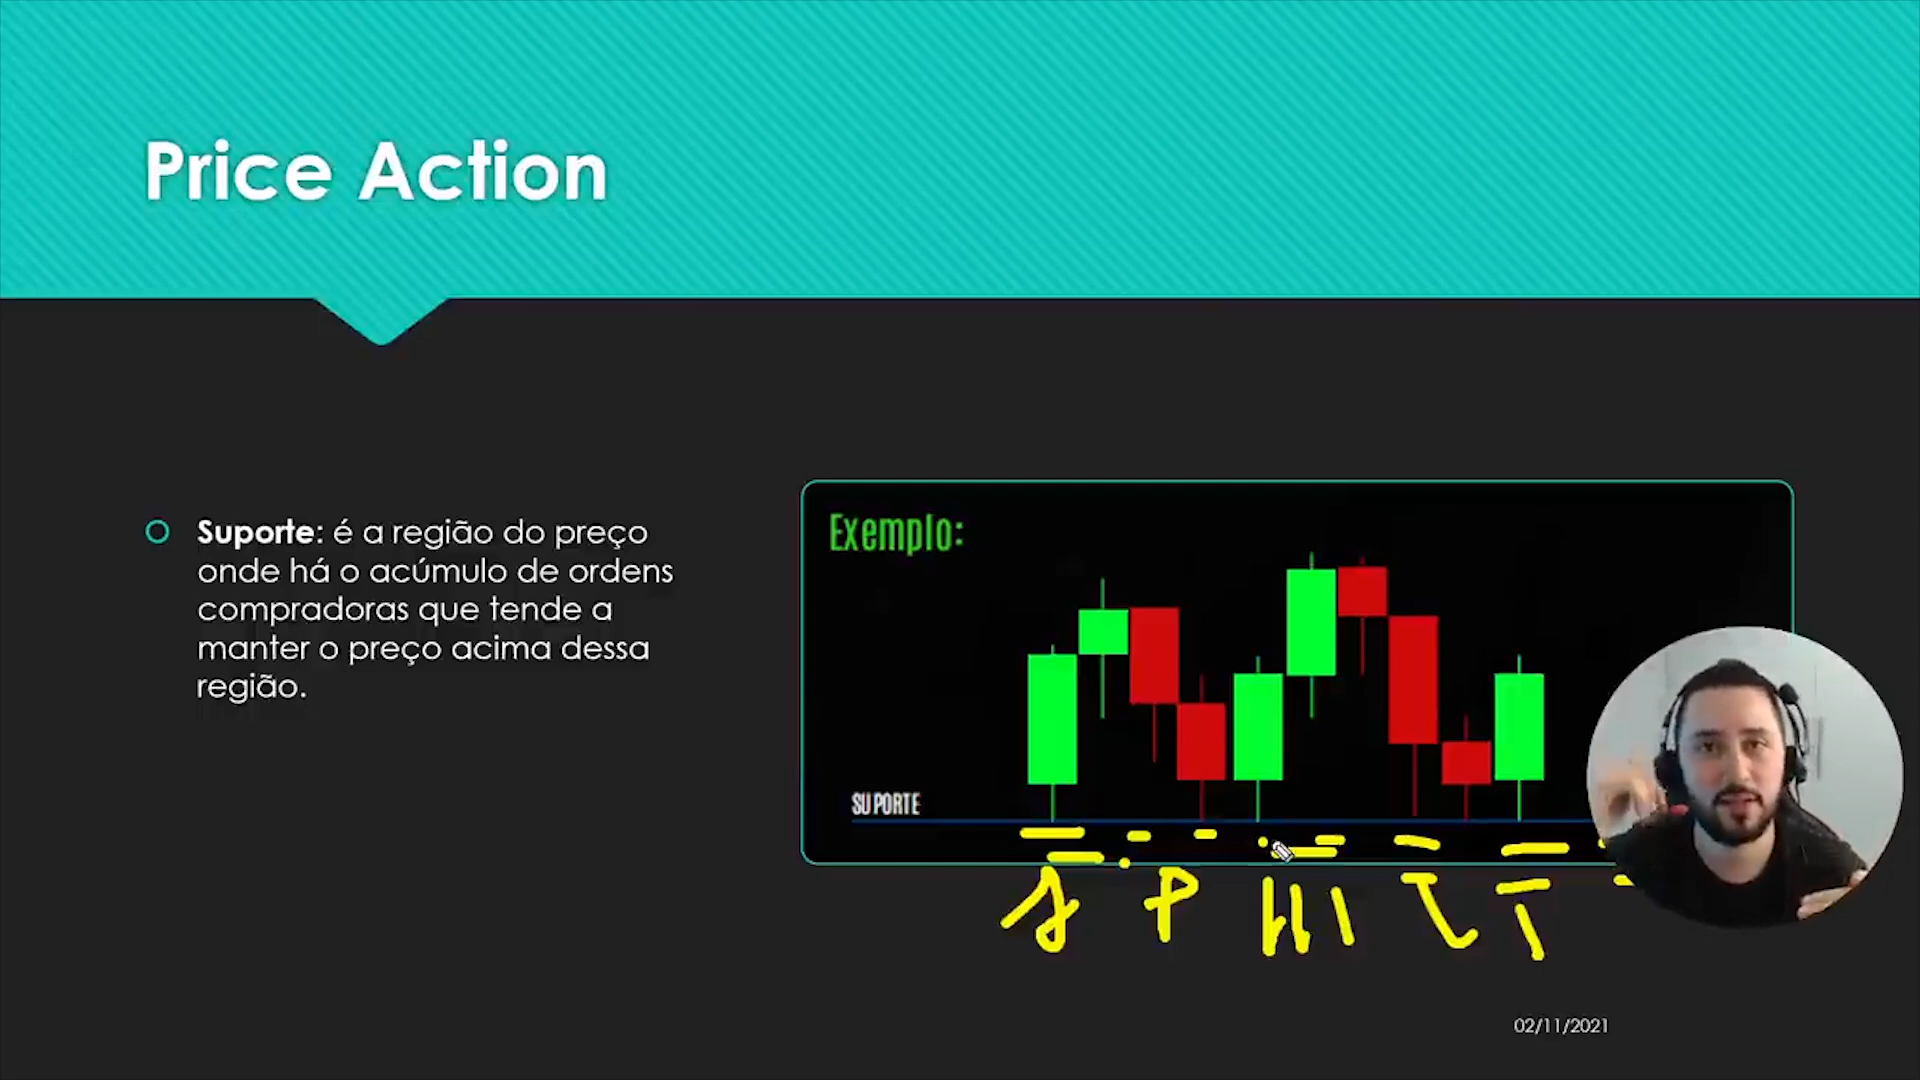 Price Action
Suporte: é a região do preço
onde há o acúmulo de ordens
compradoras que tende a
manter o preço acima dessa
região.
Exemplo:
SUPORTE
02/11/2021